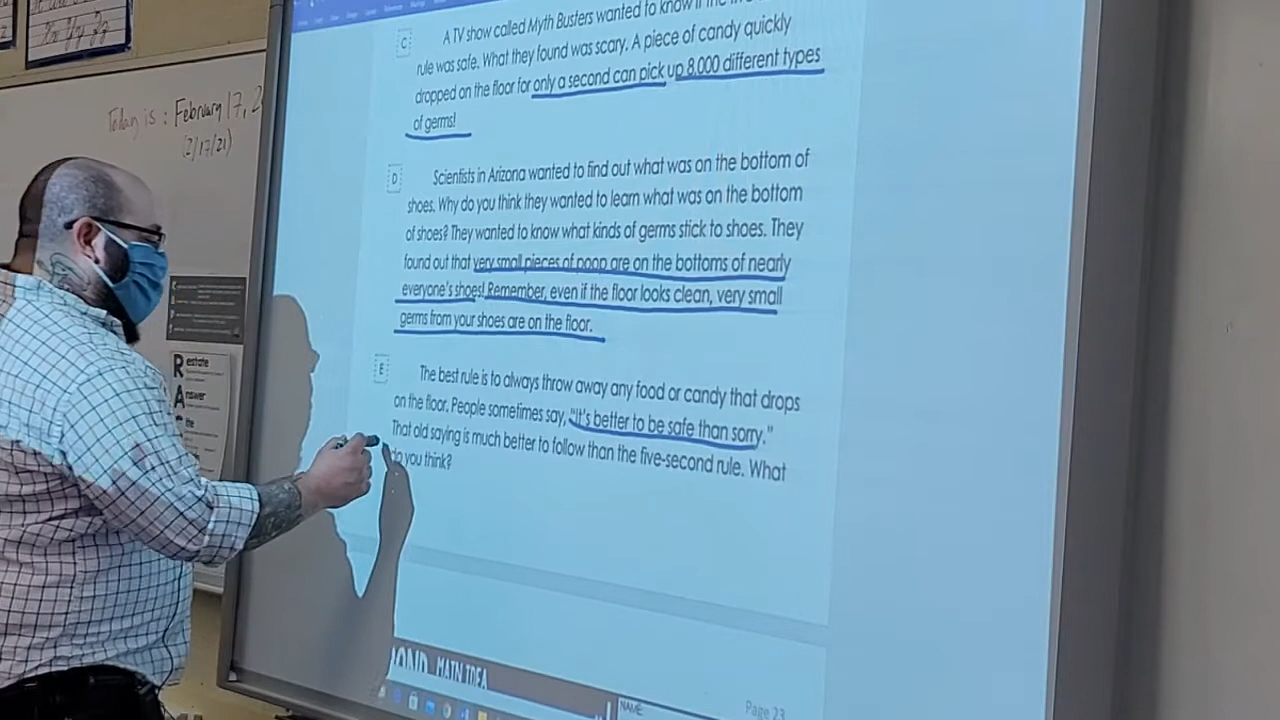 Today is : February 17, 2
(2/17/21)
A TV show called Myth Busters wanted to know if the
C
rule was safe. What they found was scary. A piece of candy quickly
dropped on the floor for only a second can pick up 8,000 different types
of germs!
D
Scientists in Arizona wanted to find out what was on the bottom of
shoes. Why do you think they wanted to learn what was on the bottom
of shoes? They wanted to know what kinds of germs stick to shoes. They
found out that very small pieces of poop are on the bottoms of nearly
everyone's shoes! Remember, even if the floor looks clean, very small
germs from your shoes are on the floor.
E
The best rule is to always throw away any food or candy that drops
on the floor. People sometimes say, "It's better to be safe than sorry."
That old saying is much better to follow than the five-second rule. What
do you think?
Restate
Answer
MATH IDEA
NAME
Page 23